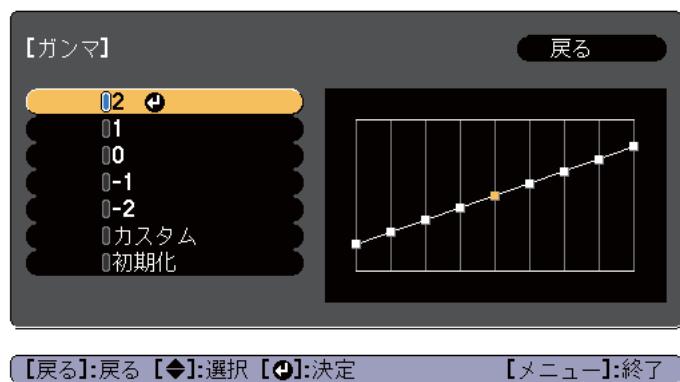 【ガンマ】
戻る
2
1
0
-1
-2
カスタム
初期化
【戻る】:戻る 【◆】:選択 【⏎】:決定 【メニュー】:終了